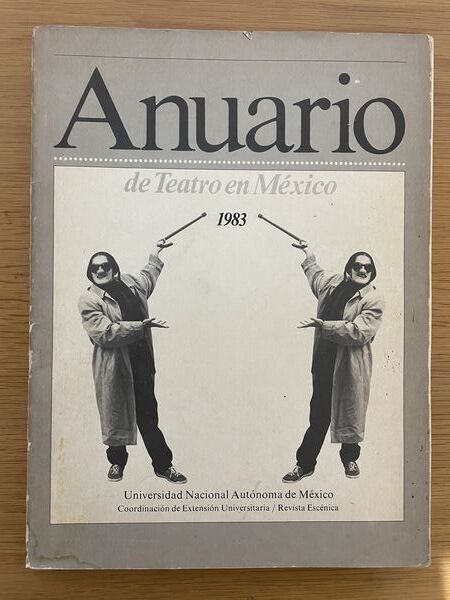 Anuario
de Teatro en México
1983
Universidad Nacional Autónoma de México
Coordinación de Extensión Universitaria / Revista Escénica